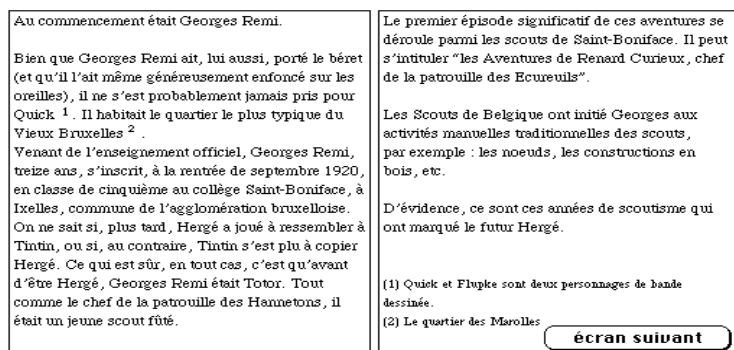 Au commencement était Georges Remi.
Bien que Georges Remi ait, lui aussi, porté le béret
(et qu'il l'ait même généreusement enfoncé sur les
oreilles), il ne s'est probablement jamais pris pour
Quick 1 . Il habitait le quartier le plus typique du
Vieux Bruxelles 2 .
Venant de l'enseignement officiel, Georges Remi,
treize ans, s'inscrit, à la rentrée de septembre 1920,
en classe de cinquième au collège Saint-Boniface, à
Ixelles, commune de l'agglomération bruxelloise.
On ne sait si, plus tard, Hergé a joué à ressembler à
Tintin, ou si, au contraire, Tintin s'est plu à copier
Hergé. Ce qui est sûr, en tout cas, c'est qu'avant
d'être Hergé, Georges Remi était Totor. Tout
comme le chef de la patrouille des Hannetons, il
était un jeune scout fûté.
Le premier épisode significatif de ces aventures se
déroule parmi les scouts de Saint-Boniface. Il peut
s'intituler "les Aventures de Renard Curieux, chef
de la patrouille des Ecureuils".
Les Scouts de Belgique ont initié Georges aux
activités manuelles traditionnelles des scouts,
par exemple : les noeuds, les constructions en
bois, etc.
D'évidence, ce sont ces années de scoutisme qui
ont marqué le futur Hergé.
(1) Quick et Flupke sont deux personnages de bande
dessinée.
(2) Le quartier des Marolles
écran suivant